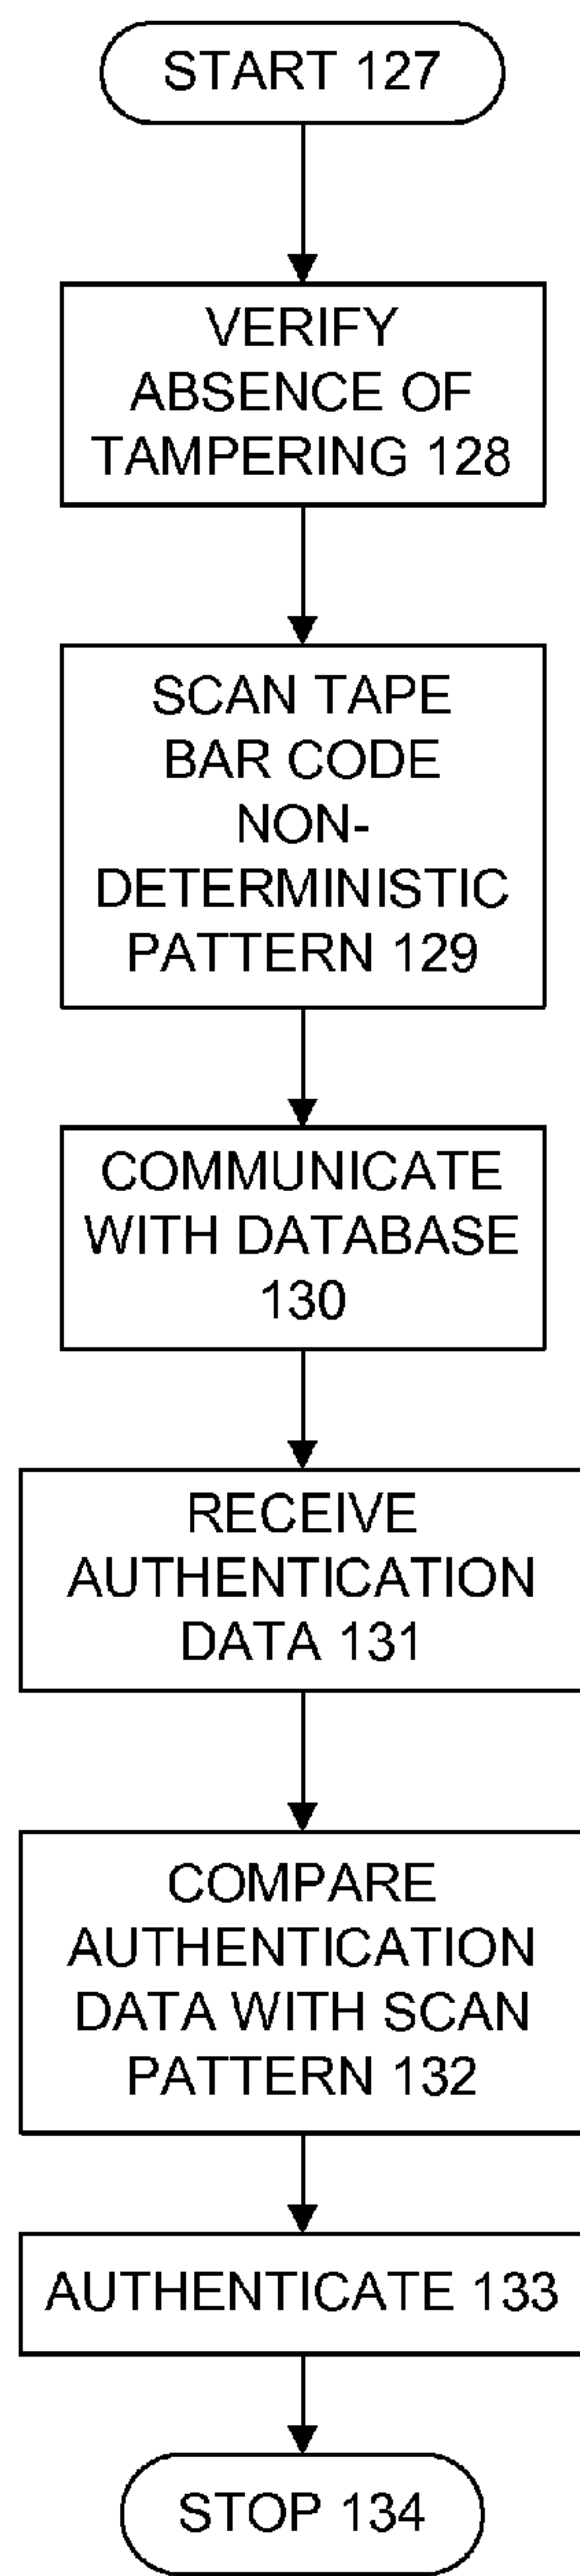 START 127
VERIFY
ABSENCE OF
TAMPERING 128
SCAN TAPE
BAR CODE
NON-
DETERMINISTIC
PATTERN 129
COMMUNICATE
WITH DATABASE
130
RECEIVE
AUTHENTICATION
DATA 131
COMPARE
AUTHENTICATION
DATA WITH SCAN
PATTERN 132
AUTHENTICATE 133
STOP 134